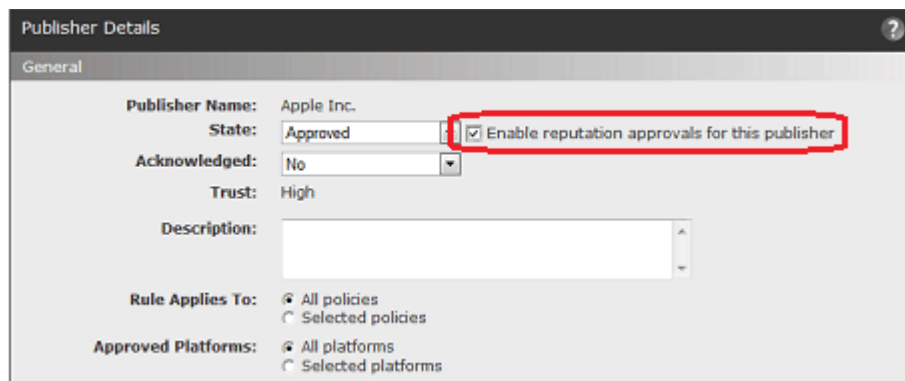 Publisher Details ?
General
Publisher Name: Apple Inc.
State: Approved Enable reputation approvals for this publisher
Acknowledged: No
Trust: High
Description:
Rule Applies To: All policies
Selected policies
Approved Platforms: All platforms
Selected platforms